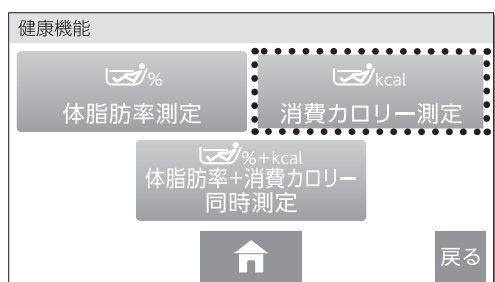 健康機能
%
kcal
体脂肪率測定
消費カロリー測定
%+kcal
体脂肪率+消費カロリー
同時測定
戻る